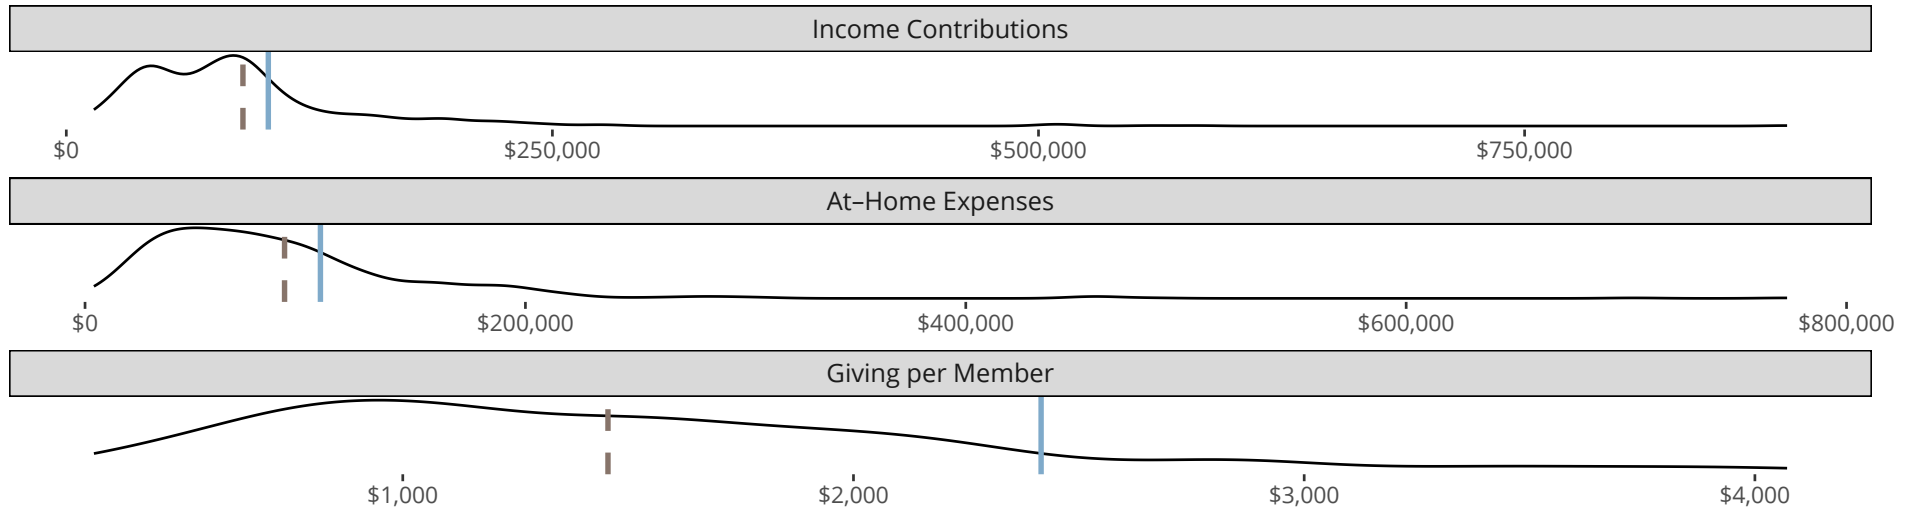 Income Contributions
$0 $250,000 $500,000 $750,000
At–Home Expenses
$0 $200,000 $400,000 $600,000 $800,000
Giving per Member
$1,000 $2,000 $3,000 $4,000